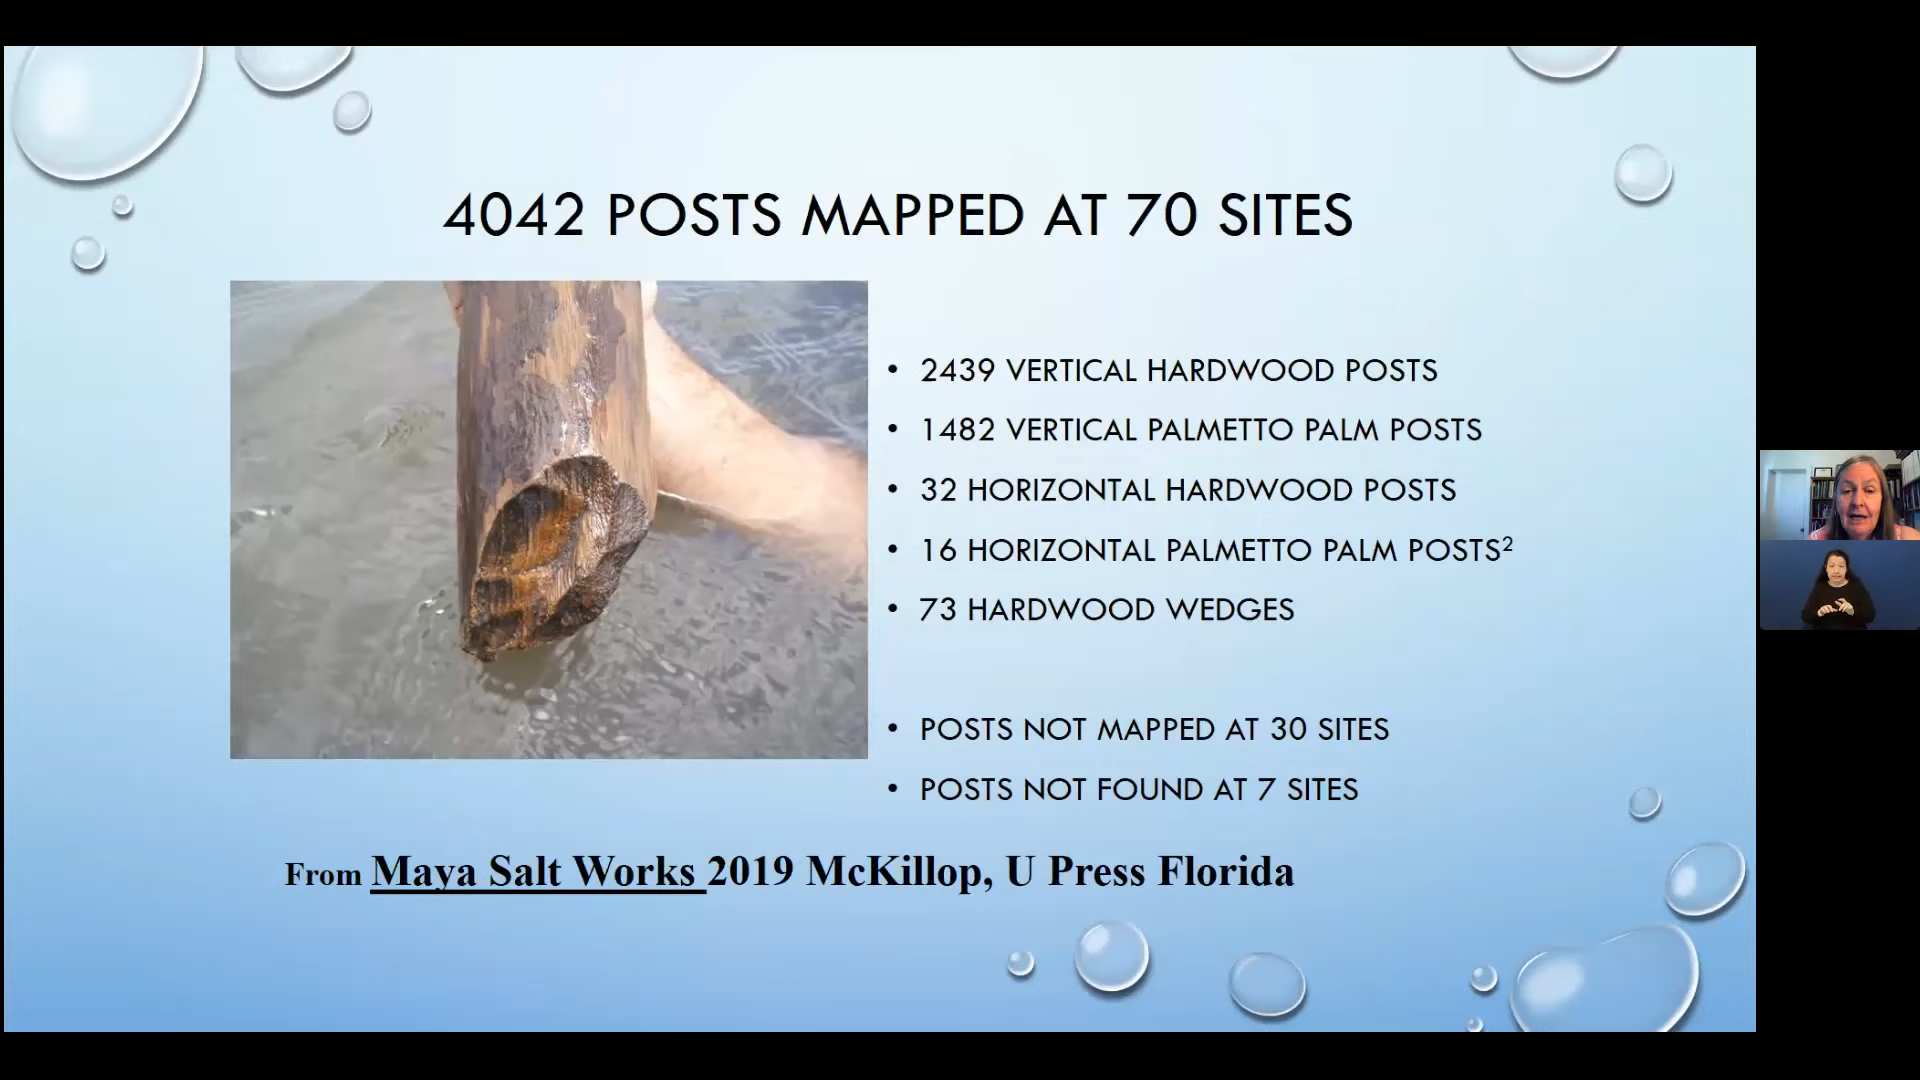 4042 POSTS MAPPED AT 70 SITES
• 2439 VERTICAL HARDWOOD POSTS
• 1482 VERTICAL PALMETTO PALM POSTS
• 32 HORIZONTAL HARDWOOD POSTS
• 16 HORIZONTAL PALMETTO PALM POSTS²
• 73 HARDWOOD WEDGES
• POSTS NOT MAPPED AT 30 SITES
• POSTS NOT FOUND AT 7 SITES
From Maya Salt Works 2019 McKillop, U Press Florida